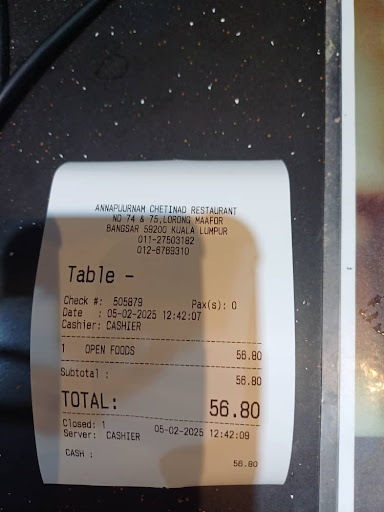 ANNAPUURNAM CHETINAD RESTAURANT
NO 74 & 75,LORONG MAAFOR
BANGSAR 59200 KUALA LUMPUR
011-27503182
012-6769310
Table -
Check #: 505879 Pax(s): 0
Date : 05-02-2025 12:42:07
Cashier: CASHIER
1 OPEN FOODS 56.80
Subtotal : 56.80
TOTAL: 56.80
Closed: 1 05-02-2025 12:42:09
Server: CASHIER
CASH : 56.80